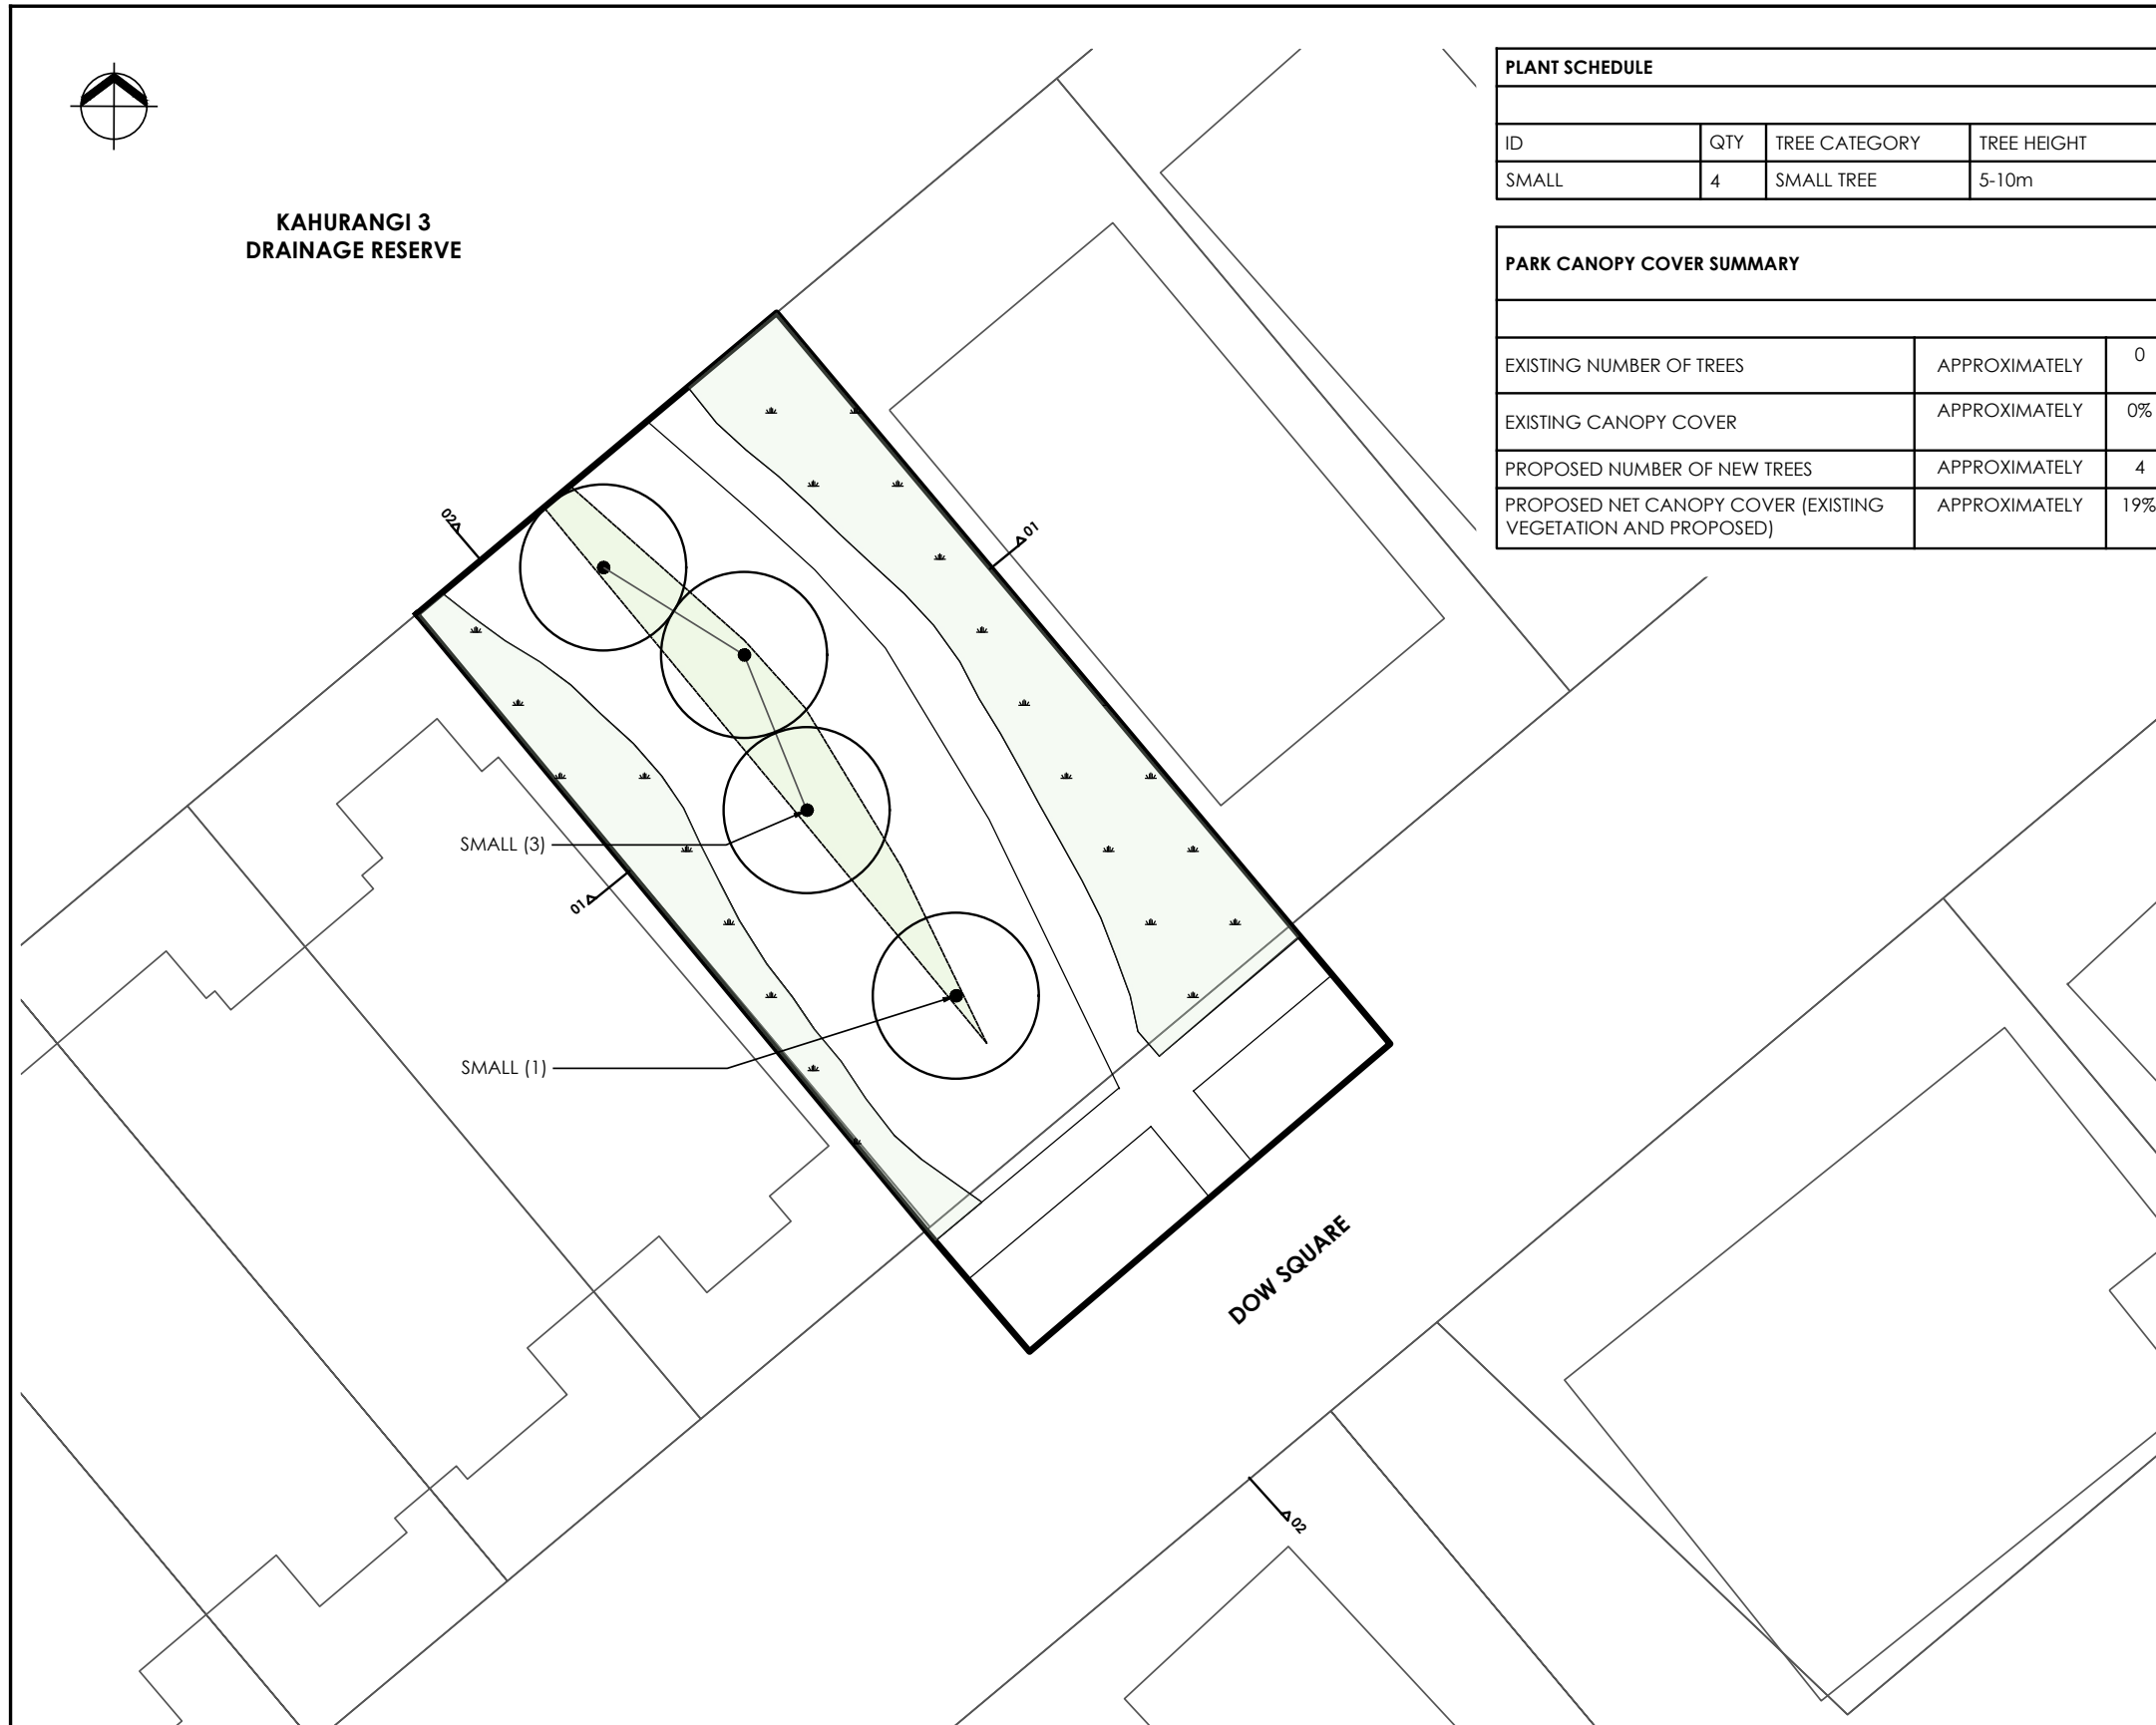 PLANT SCHEDULE
ID QTY TREE CATEGORY TREE HEIGHT
SMALL 4 SMALL TREE 5-10m
KAHURANGI 3
DRAINAGE RESERVE
PARK CANOPY COVER SUMMARY
EXISTING NUMBER OF TREES APPROXIMATELY 0
EXISTING CANOPY COVER APPROXIMATELY 0%
PROPOSED NUMBER OF NEW TREES APPROXIMATELY 4
PROPOSED NET CANOPY COVER (EXISTING APPROXIMATELY 19%
VEGETATION AND PROPOSED)
02
01
SMALL (3)
01
SMALL (1)
DOW SQUARE
02